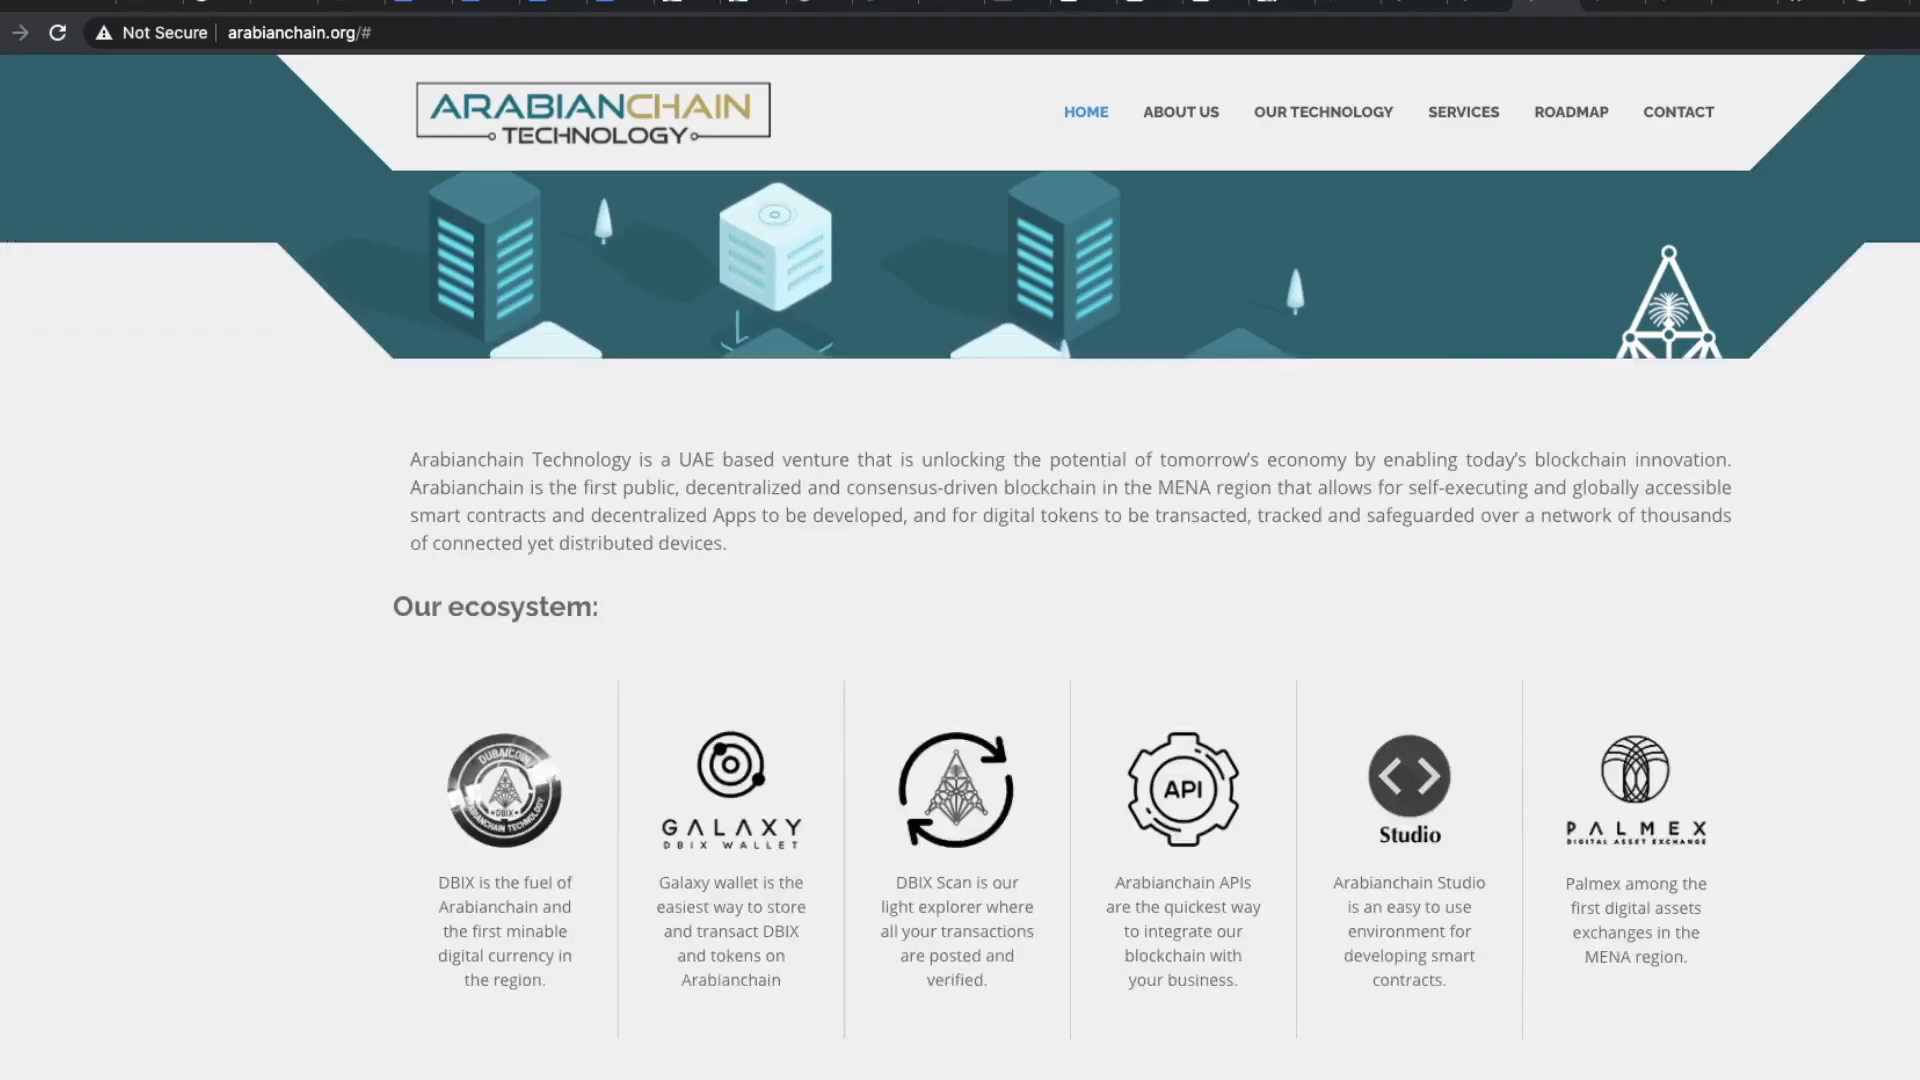 Not Secure
arabianchain.org/#
ARABIANCHAIN
TECHNOLOGY
HOME
ABOUT US
OUR TECHNOLOGY
SERVICES
ROADMAP
CONTACT
Arabianchain Technology is a UAE based venture that is unlocking the potential of tomorrow’s economy by enabling today’s blockchain innovation.
Arabianchain is the first public, decentralized and consensus-driven blockchain in the MENA region that allows for self-executing and globally accessible
smart contracts and decentralized Apps to be developed, and for digital tokens to be transacted, tracked and safeguarded over a network of thousands
of connected yet distributed devices.
Our ecosystem:
DUBAICOIN
DBIX
ARABIANCHAIN TECHNOLOGY
DBIX is the fuel of
Arabianchain and
the first minable
digital currency in
the region.
GALAXY
DBIX WALLET
Galaxy wallet is the
easiest way to store
and transact DBIX
and tokens on
Arabianchain
DBIX Scan is our
light explorer where
all your transactions
are posted and
verified.
API
Arabianchain APIs
are the quickest way
to integrate our
blockchain with
your business.
Studio
Arabianchain Studio
is an easy to use
environment for
developing smart
contracts.
PALMEX
DIGITAL ASSET EXCHANGE
Palmex among the
first digital assets
exchanges in the
MENA region.